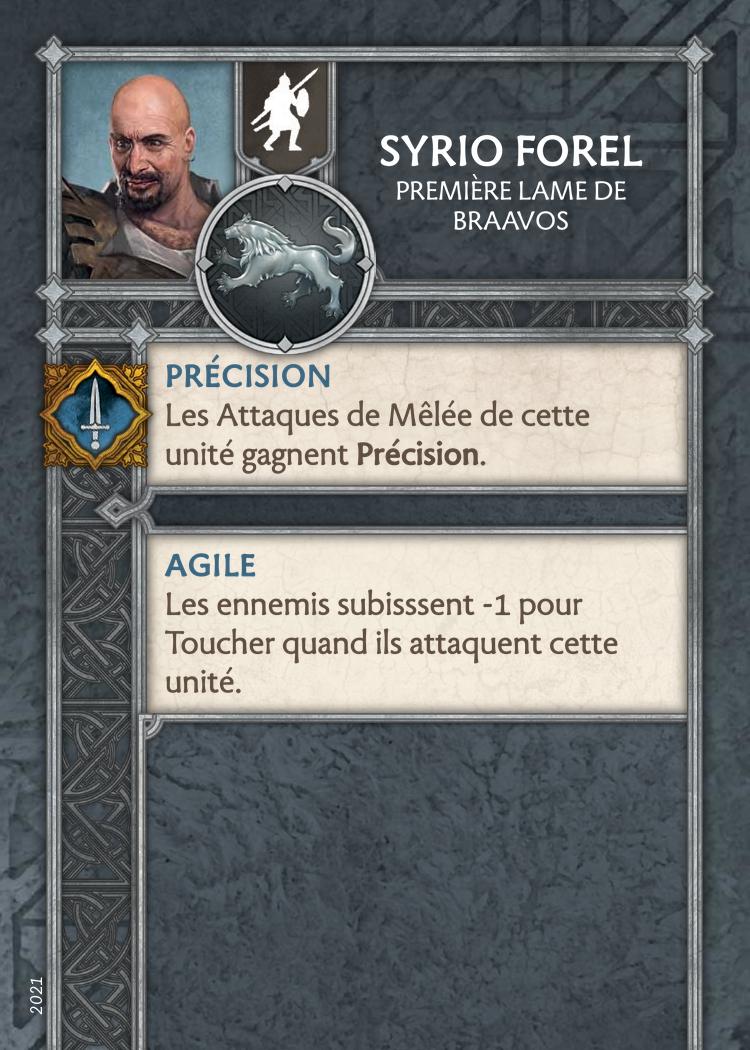 SYRIO FOREL
PREMIÈRE LAME DE
BRAAVOS
PRÉCISION
Les Attaques de Mêlée de cette
unité gagnent Précision.
AGILE
Les ennemis subisssent -1 pour
Toucher quand ils attaquent cette
unité.
2021